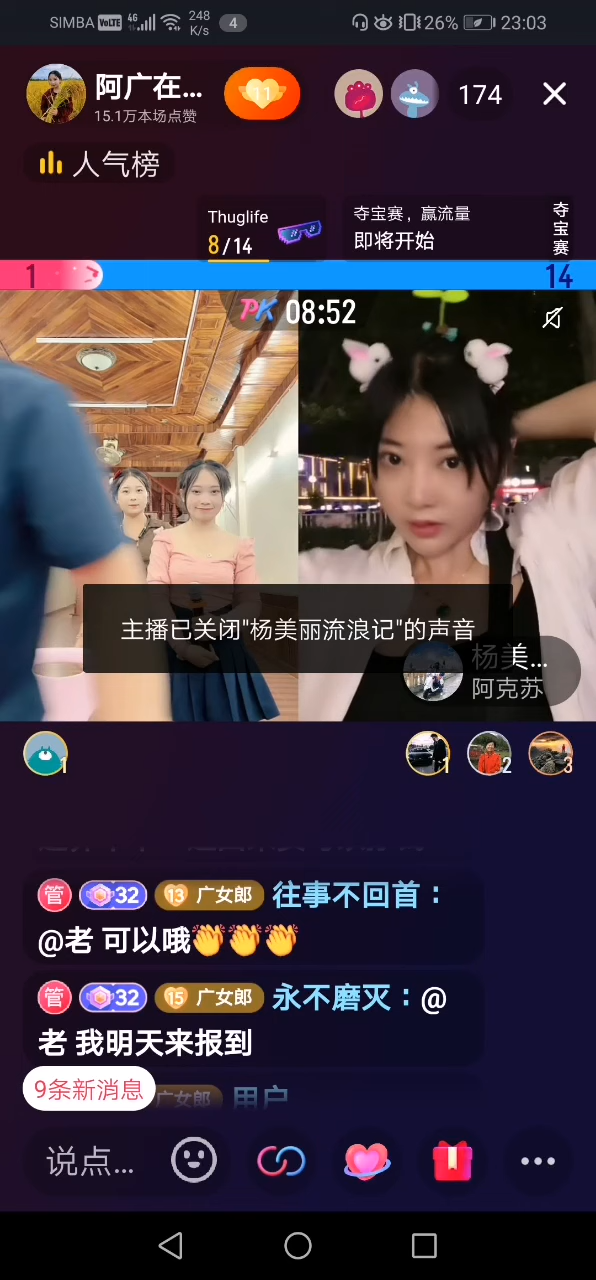 SIMBA VoLTE 4G 248 K/s 4 26% 23:03
阿广在...
15.1万本场点赞
11
174
人气榜
Thuglife
8/14
夺宝赛，赢流量
即将开始
夺宝赛
1
14
PK 08:52
主播已关闭"杨美丽流浪记"的声音
杨美...
阿克苏
1
1
2
3
管 32 13 广女郎 往事不回首：
@老 可以哦👏👏👏
管 32 15 广女郎 永不磨灭：@
老 我明天来报到
9条新消息
广女郎 用户
说点...